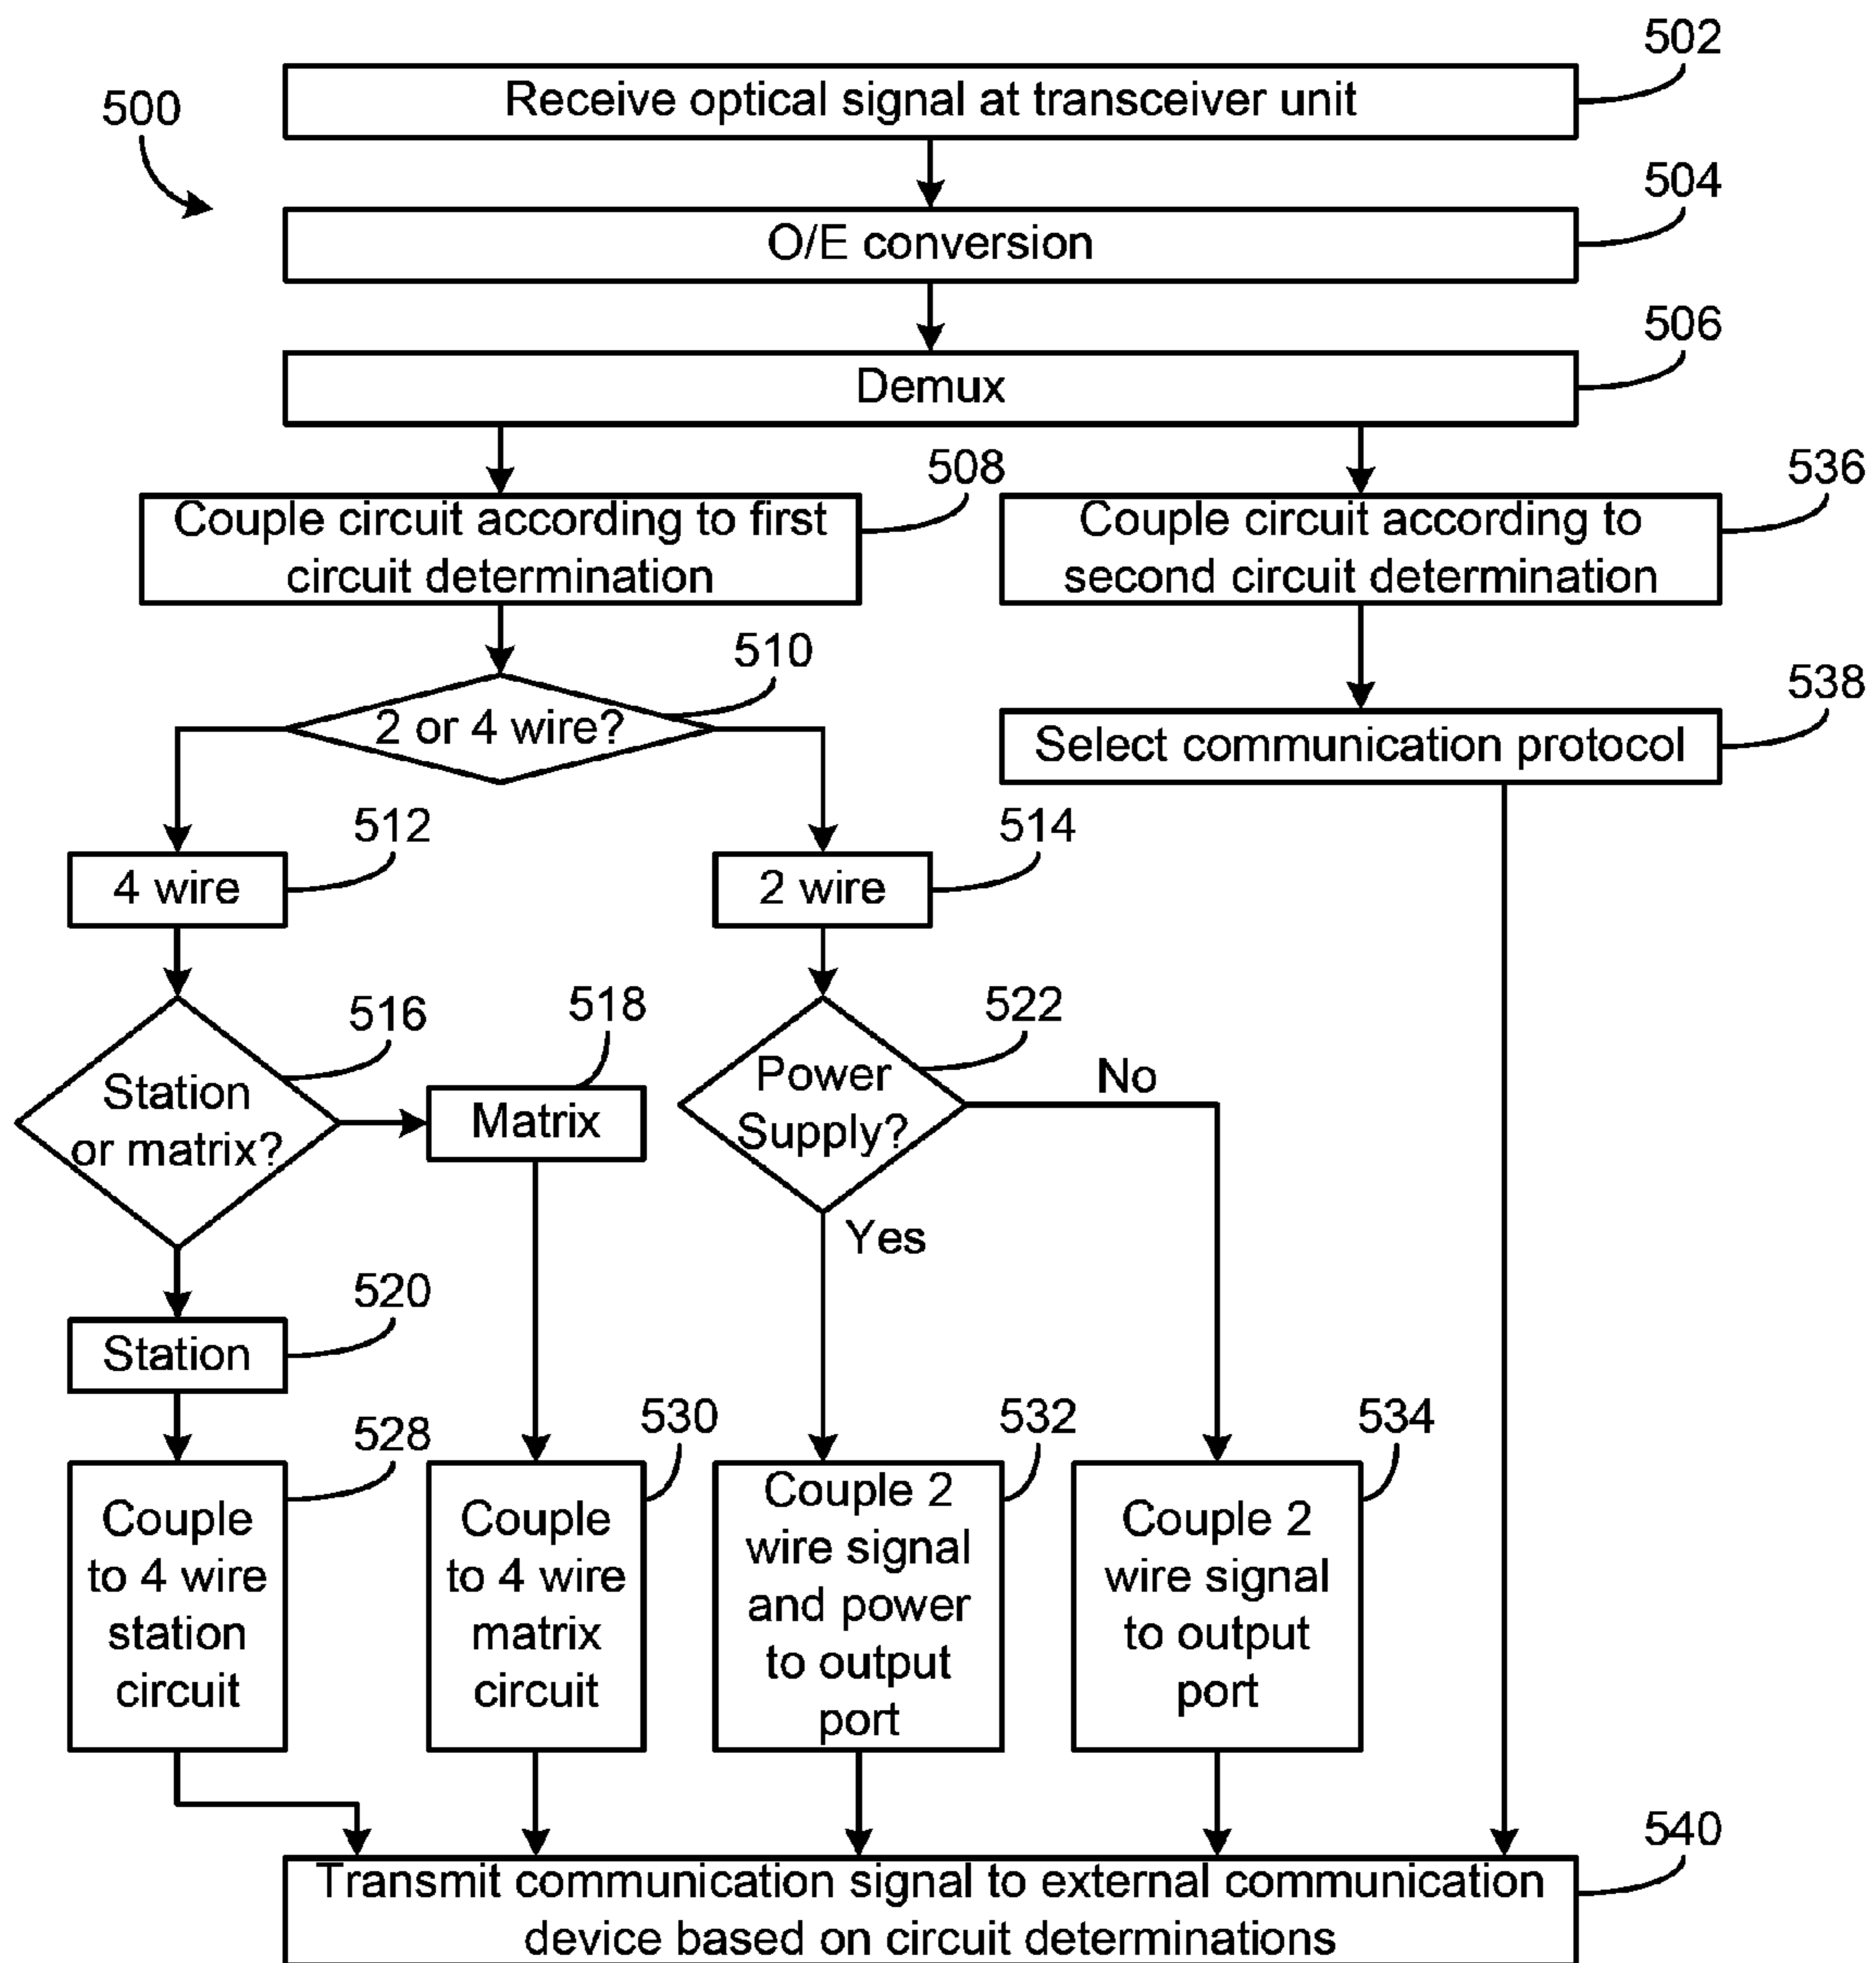 502
Receive optical signal at transceiver unit
500
504
O/E conversion
506
Demux
508
536
Couple circuit according to first
circuit determination
Couple circuit according to
second circuit determination
510
2 or 4 wire?
538
Select communication protocol
512
4 wire
514
2 wire
516
Station
or matrix?
518
Matrix
522
Power
Supply?
No
Yes
520
Station
528
Couple
to 4 wire
station
circuit
530
Couple
to 4 wire
matrix
circuit
532
Couple 2
wire signal
and power
to output
port
534
Couple 2
wire signal
to output
port
540
Transmit communication signal to external communication
device based on circuit determinations